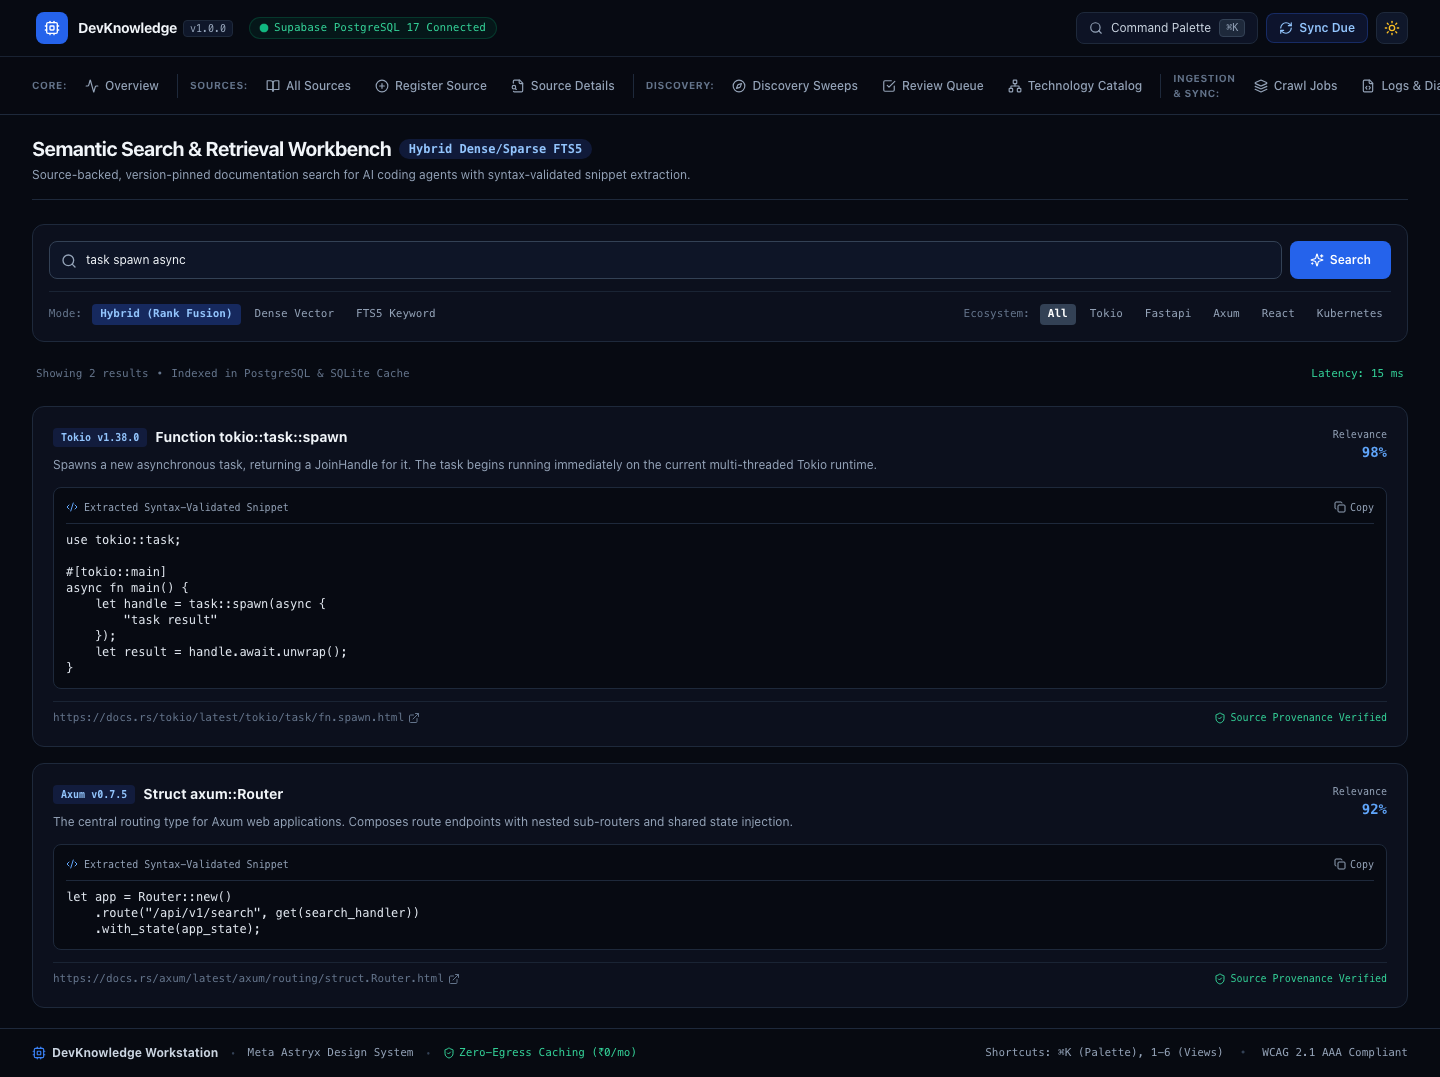 DevKnowledge v1.0.0 Supabase PostgreSQL 17 Connected Command Palette ⌘K Sync Due
CORE: Overview SOURCES: All Sources Register Source Source Details DISCOVERY: Discovery Sweeps Review Queue Technology Catalog INGESTION & SYNC: Crawl Jobs Logs & Dia
Semantic Search & Retrieval Workbench Hybrid Dense/Sparse FTS5
Source-backed, version-pinned documentation search for AI coding agents with syntax-validated snippet extraction.
task spawn async Search
Mode: Hybrid (Rank Fusion) Dense Vector FTS5 Keyword Ecosystem: All Tokio Fastapi Axum React Kubernetes
Showing 2 results • Indexed in PostgreSQL & SQLite Cache Latency: 15 ms
Tokio v1.38.0 Function tokio::task::spawn Relevance
Spawns a new asynchronous task, returning a JoinHandle for it. The task begins running immediately on the current multi-threaded Tokio runtime. 98%
Extracted Syntax-Validated Snippet Copy
use tokio::task;
#[tokio::main]
async fn main() {
    let handle = task::spawn(async {
        "task result"
    });
    let result = handle.await.unwrap();
}
https://docs.rs/tokio/latest/tokio/task/fn.spawn.html Source Provenance Verified
Axum v0.7.5 Struct axum::Router Relevance
The central routing type for Axum web applications. Composes route endpoints with nested sub-routers and shared state injection. 92%
Extracted Syntax-Validated Snippet Copy
let app = Router::new()
    .route("/api/v1/search", get(search_handler))
    .with_state(app_state);
https://docs.rs/axum/latest/axum/routing/struct.Router.html Source Provenance Verified
DevKnowledge Workstation • Meta Astryx Design System • Zero-Egress Caching (₹0/mo) Shortcuts: ⌘K (Palette), 1-6 (Views) • WCAG 2.1 AAA Compliant